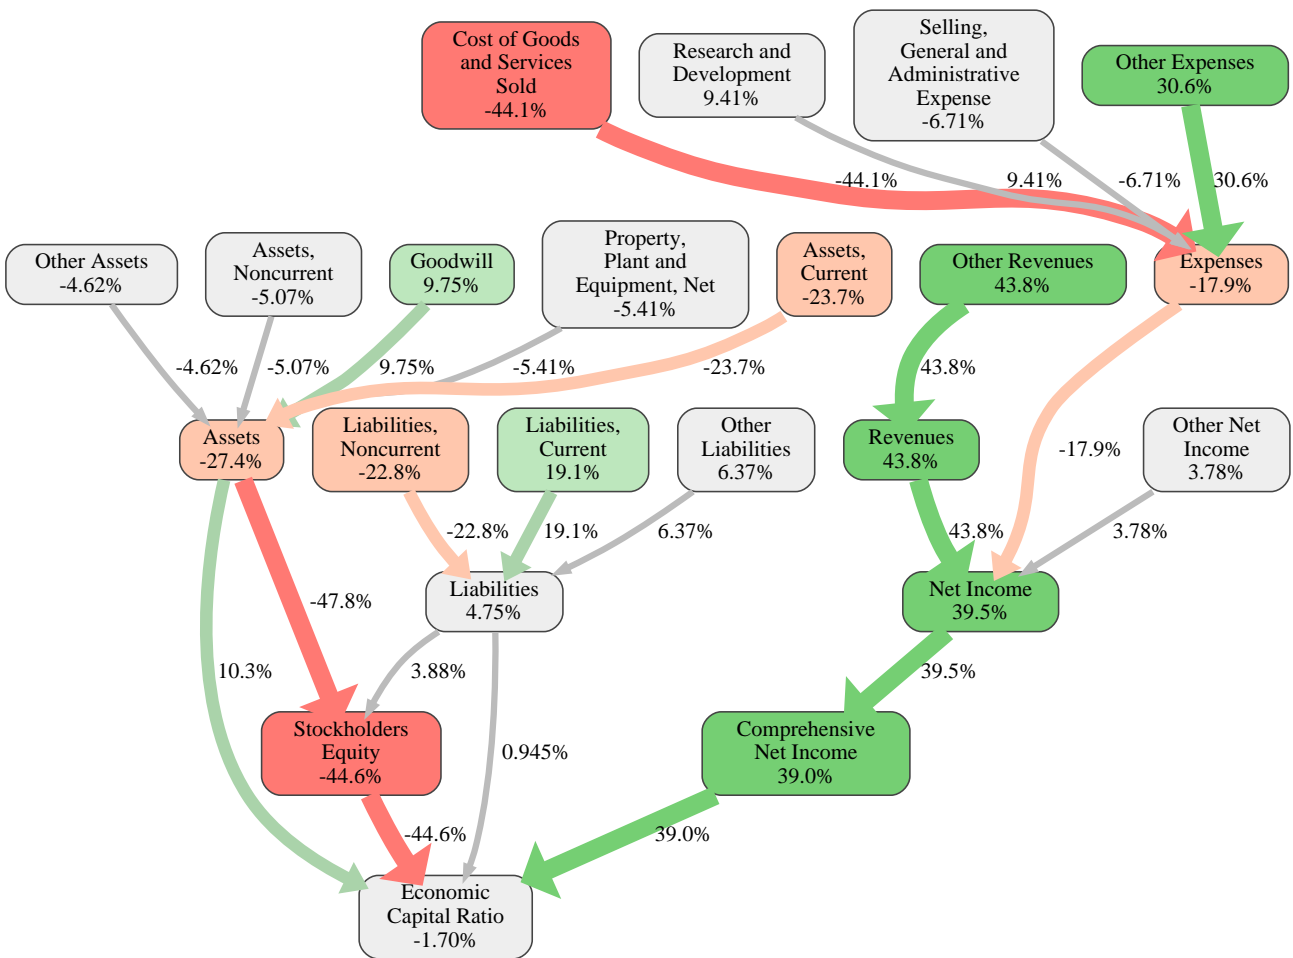 Cost of Goods
and Services
Sold
-44.1%
Research and
Development
9.41%
Selling,
General and
Administrative
Expense
-6.71%
Other Expenses
30.6%
-44.1%
9.41%
-6.71%
30.6%
Other Assets
-4.62%
Assets,
Noncurrent
-5.07%
Goodwill
9.75%
Property,
Plant and
Equipment, Net
-5.41%
Assets,
Current
-23.7%
Other Revenues
43.8%
Expenses
-17.9%
-4.62%
-5.07%
9.75%
-5.41%
-23.7%
43.8%
Assets
-27.4%
Liabilities,
Noncurrent
-22.8%
Liabilities,
Current
19.1%
Other
Liabilities
6.37%
Revenues
43.8%
-17.9%
Other Net
Income
3.78%
-22.8%
19.1%
6.37%
43.8%
3.78%
-47.8%
Liabilities
4.75%
Net Income
39.5%
10.3%
3.88%
39.5%
Stockholders
Equity
-44.6%
0.945%
Comprehensive
Net Income
39.0%
-44.6%
39.0%
Economic
Capital Ratio
-1.70%